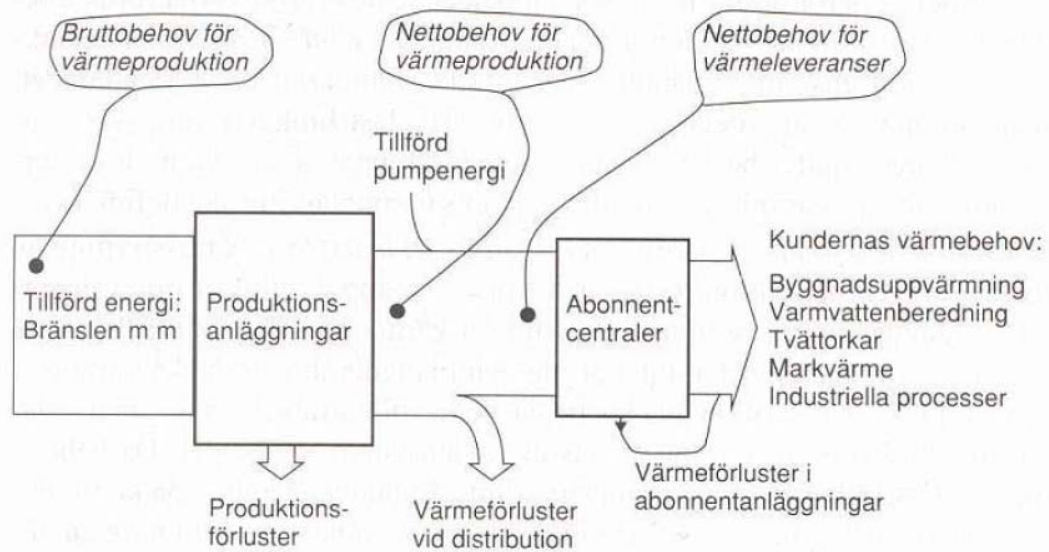 Bruttobehov för
värmeproduktion
Nettobehov för
värmeproduktion
Nettobehov för
värmeleveranser
Tillförd
pumpenergi
Tillförd energi:
Bränslen m m
Produktions-
anläggningar
Abonnent-
centraler
Kundernas värmebehov:
Byggnadsuppvärmning
Varmvattenberedning
Tvättorkar
Markvärme
Industriella processer
Produktions-
förluster
Värmeförluster
vid distribution
Värmeförluster i
abonnentanläggningar